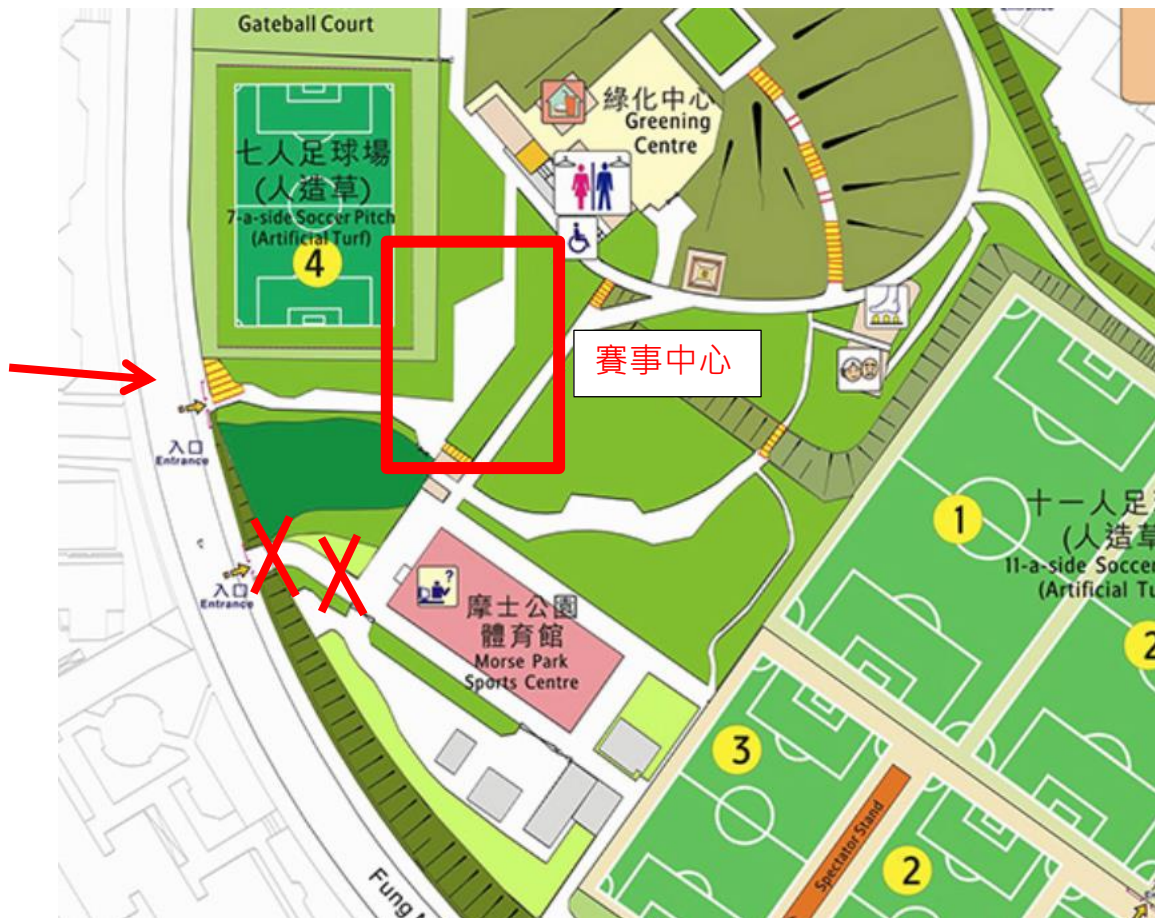 Gateball Court
綠化中心
Greening
Centre
七人足球場
(人造草)
7-a-side Soccer Pitch
(Artificial Turf)
4
賽事中心
入口
Entrance
1
十一人足
(人造草
11-a-side Soccer
(Artificial Tu
2
入口
Entrance
?
摩士公園
體育館
Morse Park
Sports Centre
3
Spectator Stand
2
Fung